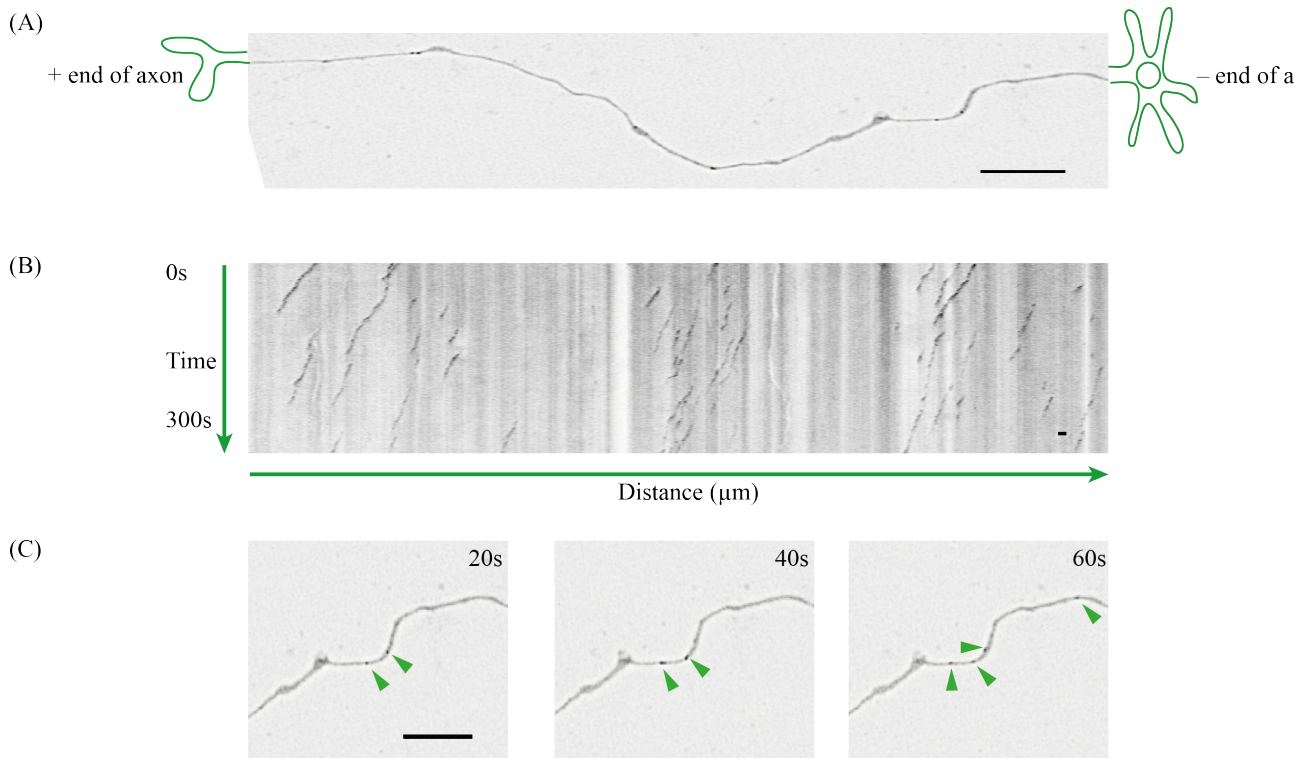 (A)
+ end of axon
– end of a
(B)
0s
Time
300s
Distance (µm)
(C)
20s
40s
60s